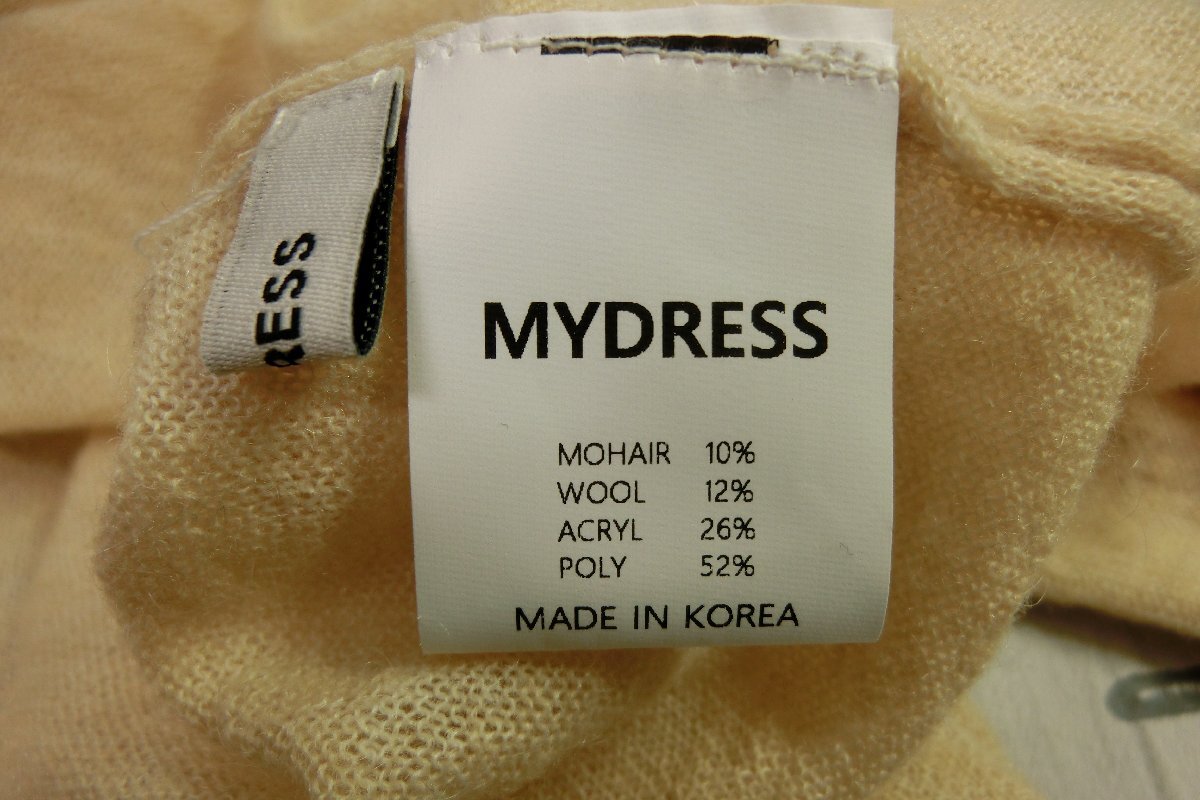 RESS
MYDRESS
MOHAIR 10%
WOOL 12%
ACRYL 26%
POLY 52%
MADE IN KOREA